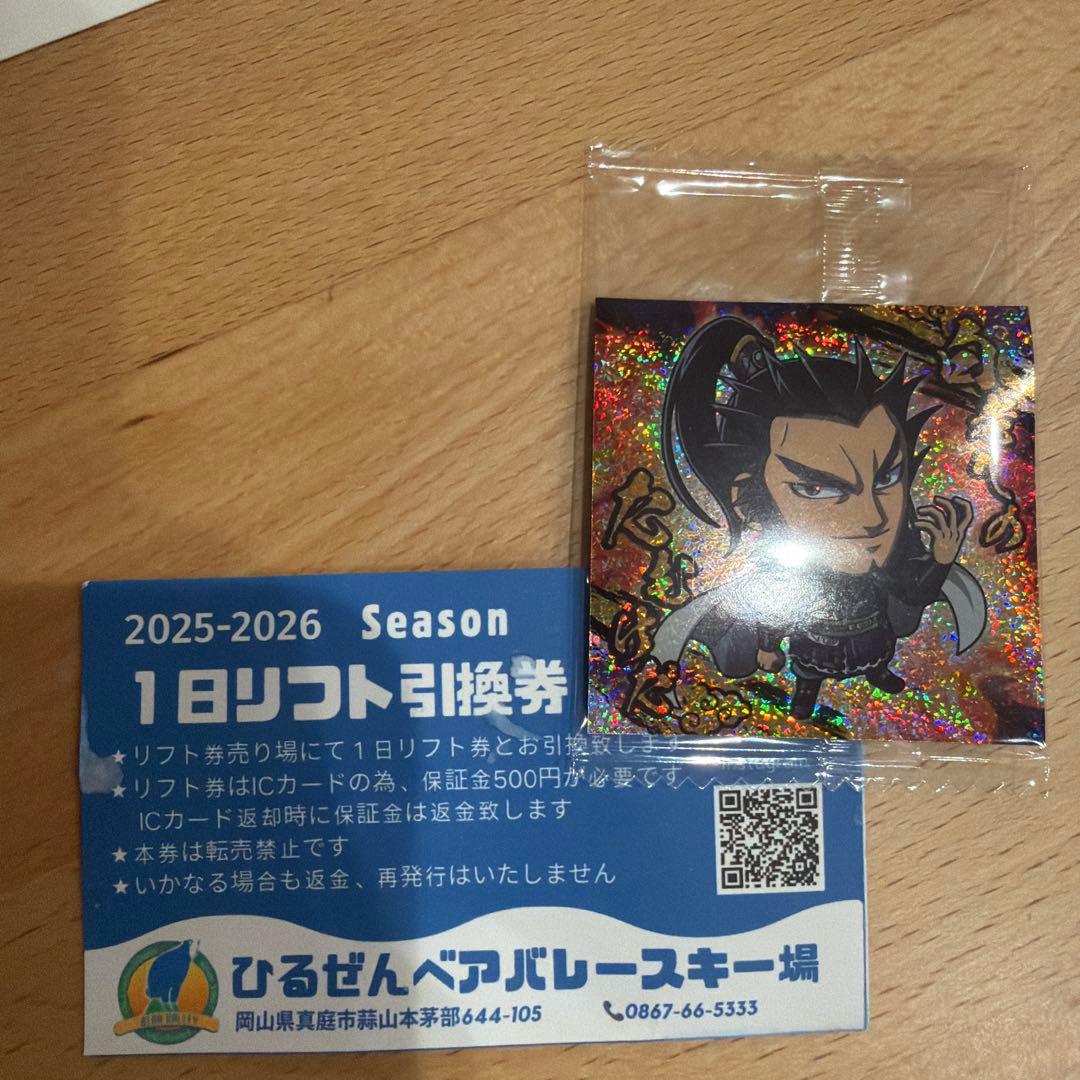 2025-2026 Season
1日リフト引換券
★リフト券売り場にて1日リフト券とお引換致します
★リフト券はICカードの為、保証金500円が必要です
ICカード返却時に保証金は返金致します
★本券は転売禁止です
★いかなる場合も返金、再発行はいたしません
ひるぜんベアバレースキー場
岡山県真庭市蒜山本茅部644-105
0867-66-5333